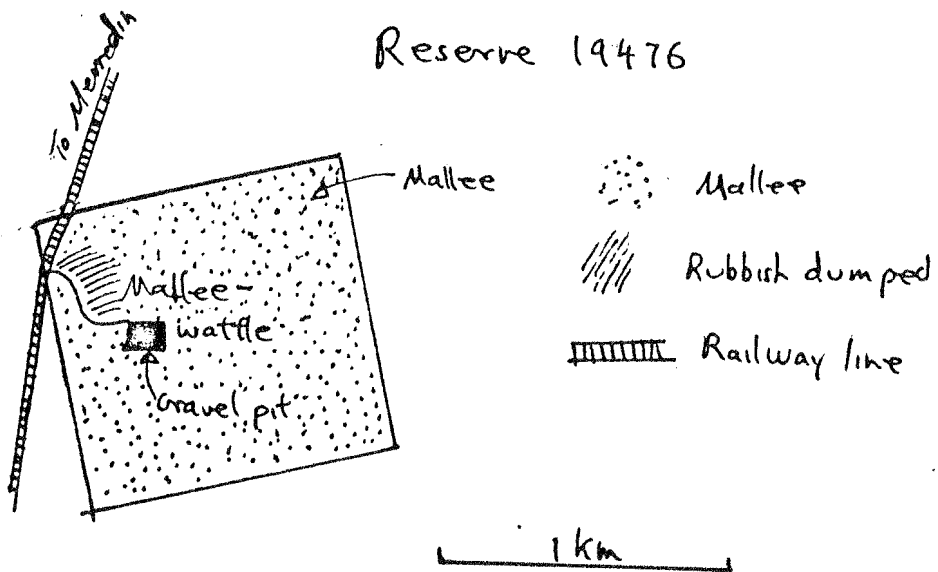 Reserve 19476
To Merredin
Mallee
Mallee
Rubbish dumped
Mallee -
wattle
Railway line
Gravel pit
1 km